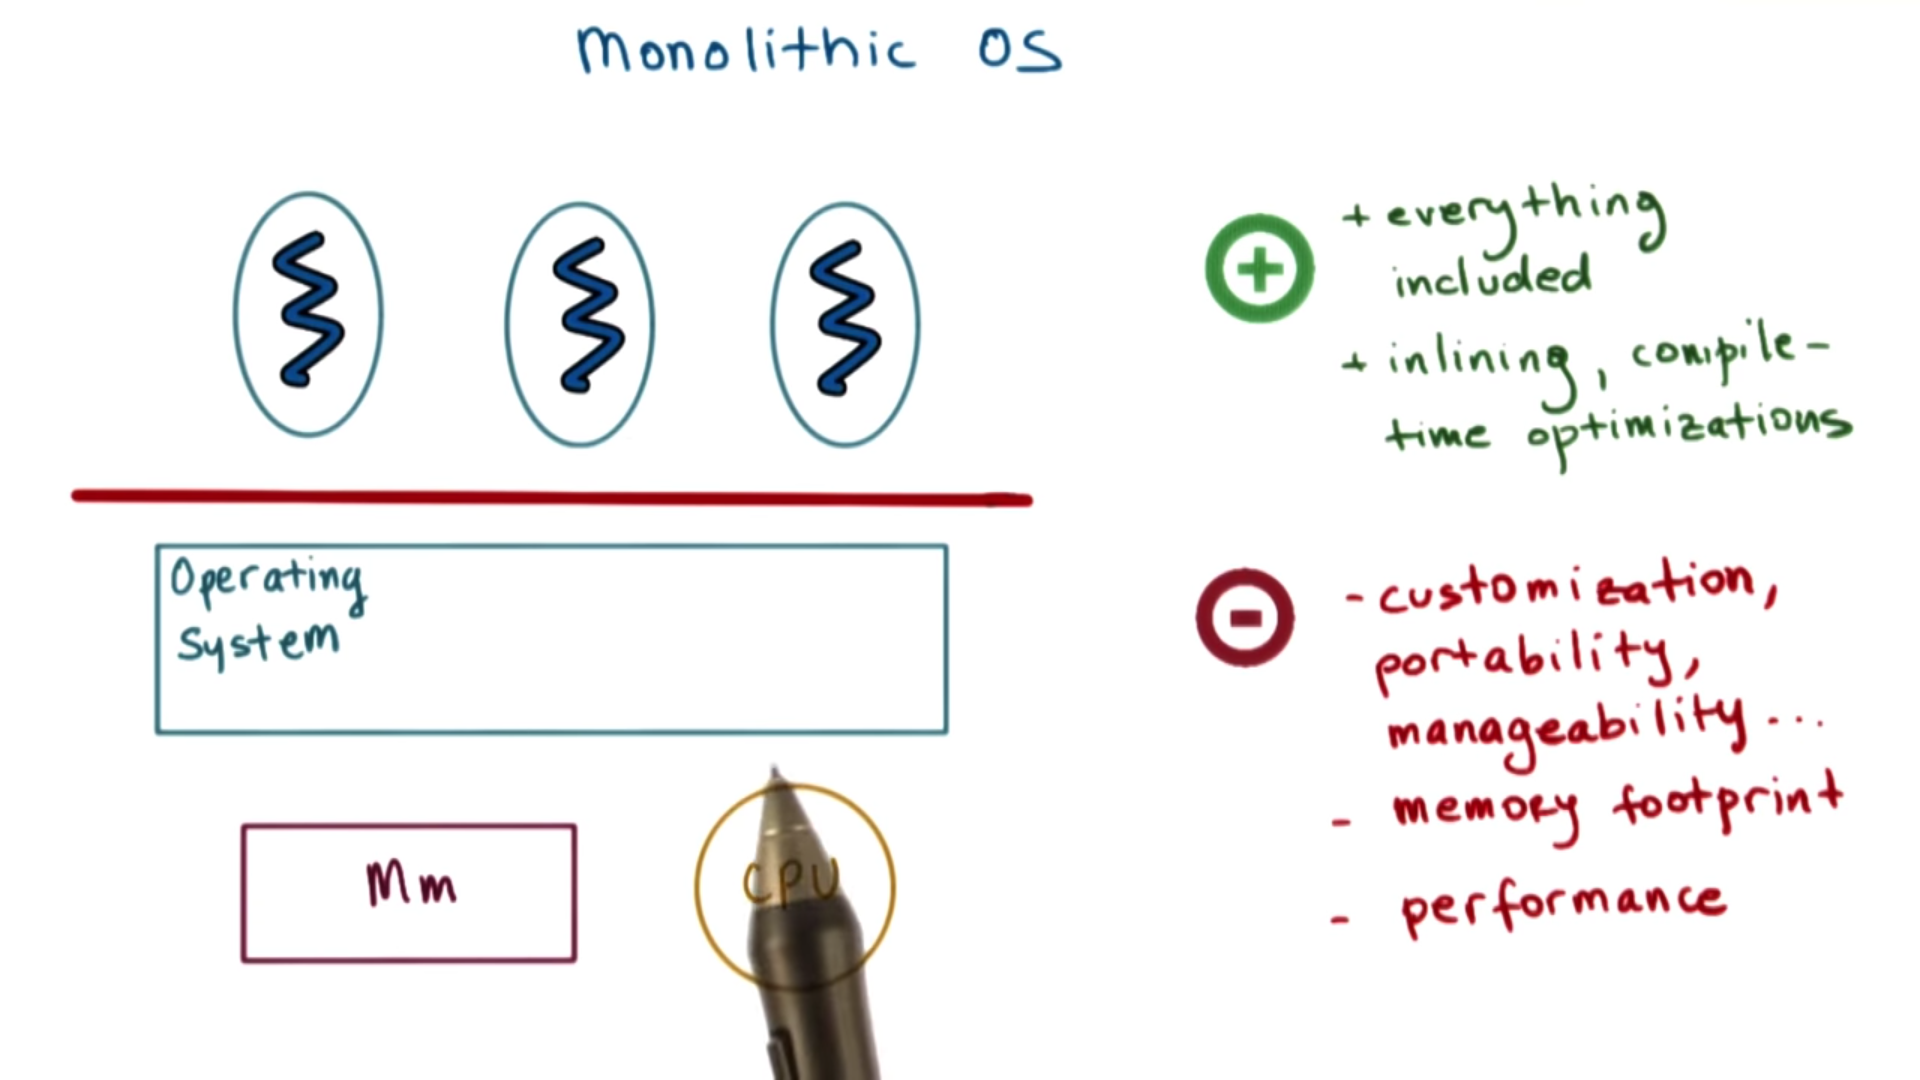 Monolithic OS
+ everything
included
+ inlining, compile-
time optimizations
Operating
System
- customization,
portability,
manageability...
- memory footprint
- performance
Mm
CPU